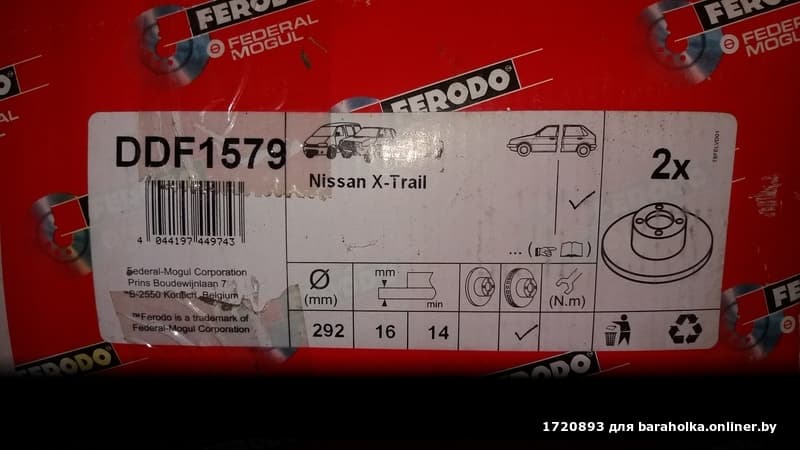 FERODO
FEDERAL
MOGUL
FERODO
FEDERAL
MOGUL
FERODO
DDF1579
Nissan X-Trail
2x
TSFELVD01
4 044197 449743
... ( )
Federal-Mogul Corporation
Prins Boudewijnlaan 7
B-2550 Kontich, Belgium
™Ferodo is a trademark of
Federal-Mogul Corporation
Ø
(mm)
mm
min
(N.m)
292
16
14
FERODO
FERODO
FERODO
1720893 для baraholka.onliner.by